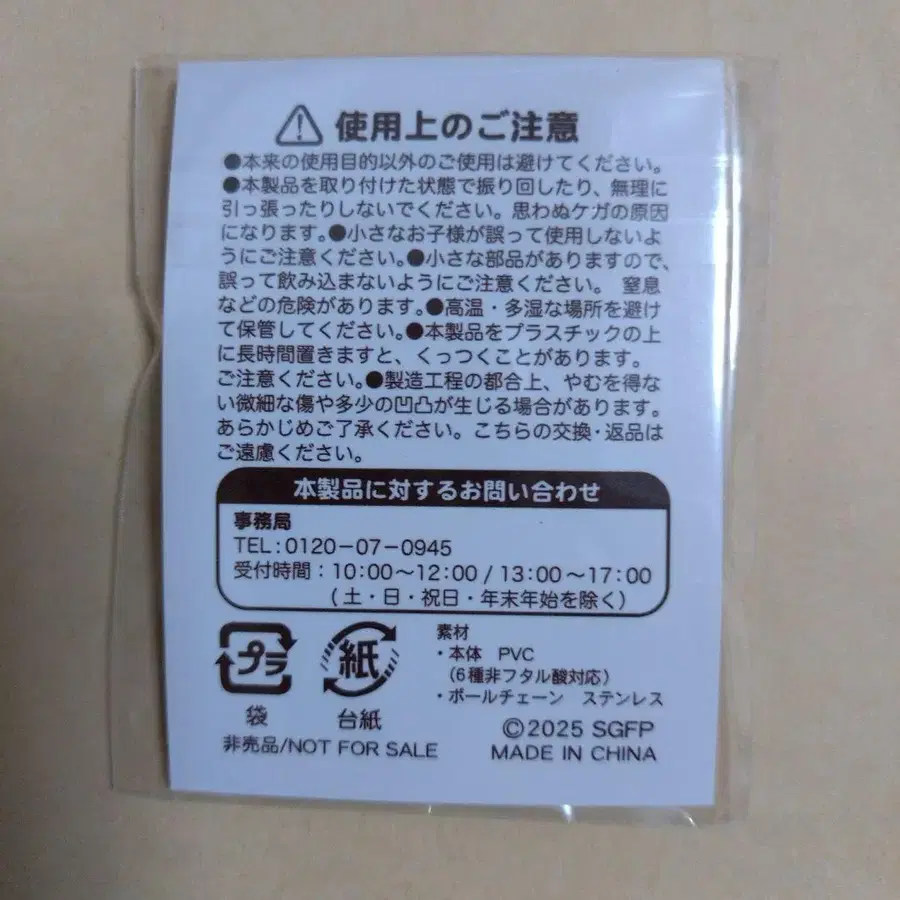 使用上のご注意
●本来の使用目的以外のご使用は避けてください。
●本製品を取り付けた状態で振り回したり、無理に
引っ張ったりしないでください。思わぬケガの原因
になります。●小さなお子様が誤って使用しないよ
うにご注意ください。●小さな部品がありますので、
誤って飲み込まないようにご注意ください。 窒息
などの危険があります。●高温・多湿な場所を避け
て保管してください。●本製品をプラスチックの上
に長時間置きますと、くっつくことがあります。
ご注意ください。●製造工程の都合上、やむを得な
い微細な傷や多少の凹凸が生じる場合があります。
あらかじめご了承ください。こちらの交換・返品は
ご遠慮ください。
本製品に対するお問い合わせ
事務局
TEL:0120-07-0945
受付時間：10:00～12:00 / 13:00～17:00
(土・日・祝日・年末年始を除く)
プラ
袋
紙
台紙
素材
・本体 PVC
(6種非フタル酸対応)
・ボールチェーン ステンレス
©2025 SGFP
非売品/NOT FOR SALE
MADE IN CHINA